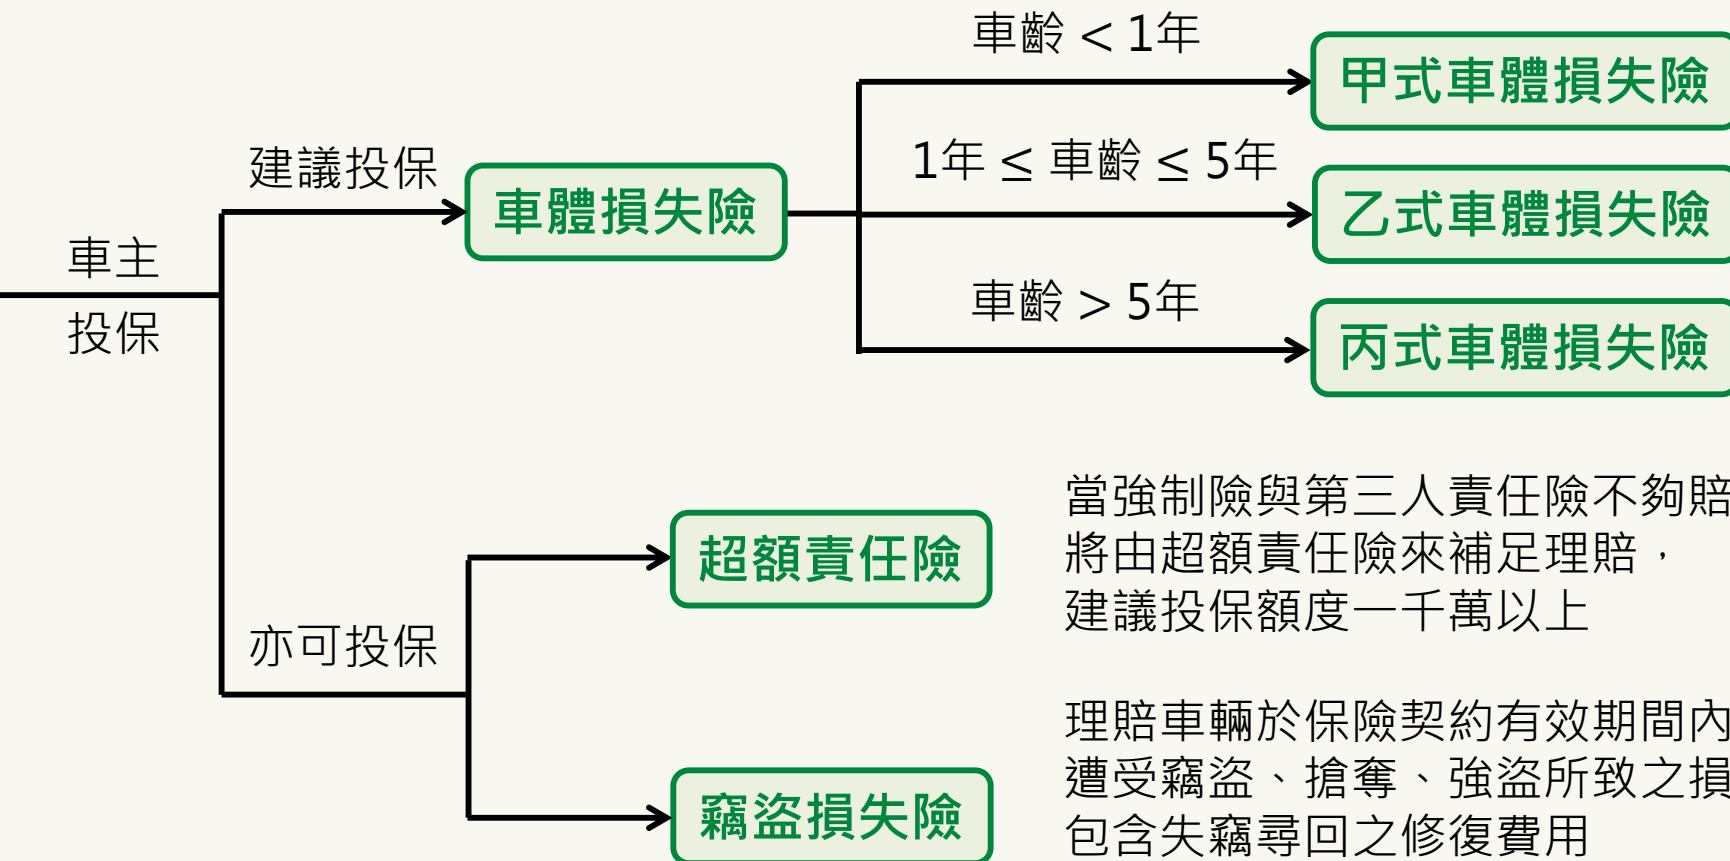 車主
投保
建議投保
車體損失險
車齡 < 1年
甲式車體損失險
1年 ≤ 車齡 ≤ 5年
乙式車體損失險
車齡 > 5年
丙式車體損失險
亦可投保
超額責任險
當強制險與第三人責任險不夠賠
將由超額責任險來補足理賠，
建議投保額度一千萬以上
竊盜損失險
理賠車輛於保險契約有效期間內
遭受竊盜、搶奪、強盜所致之損
包含失竊尋回之修復費用